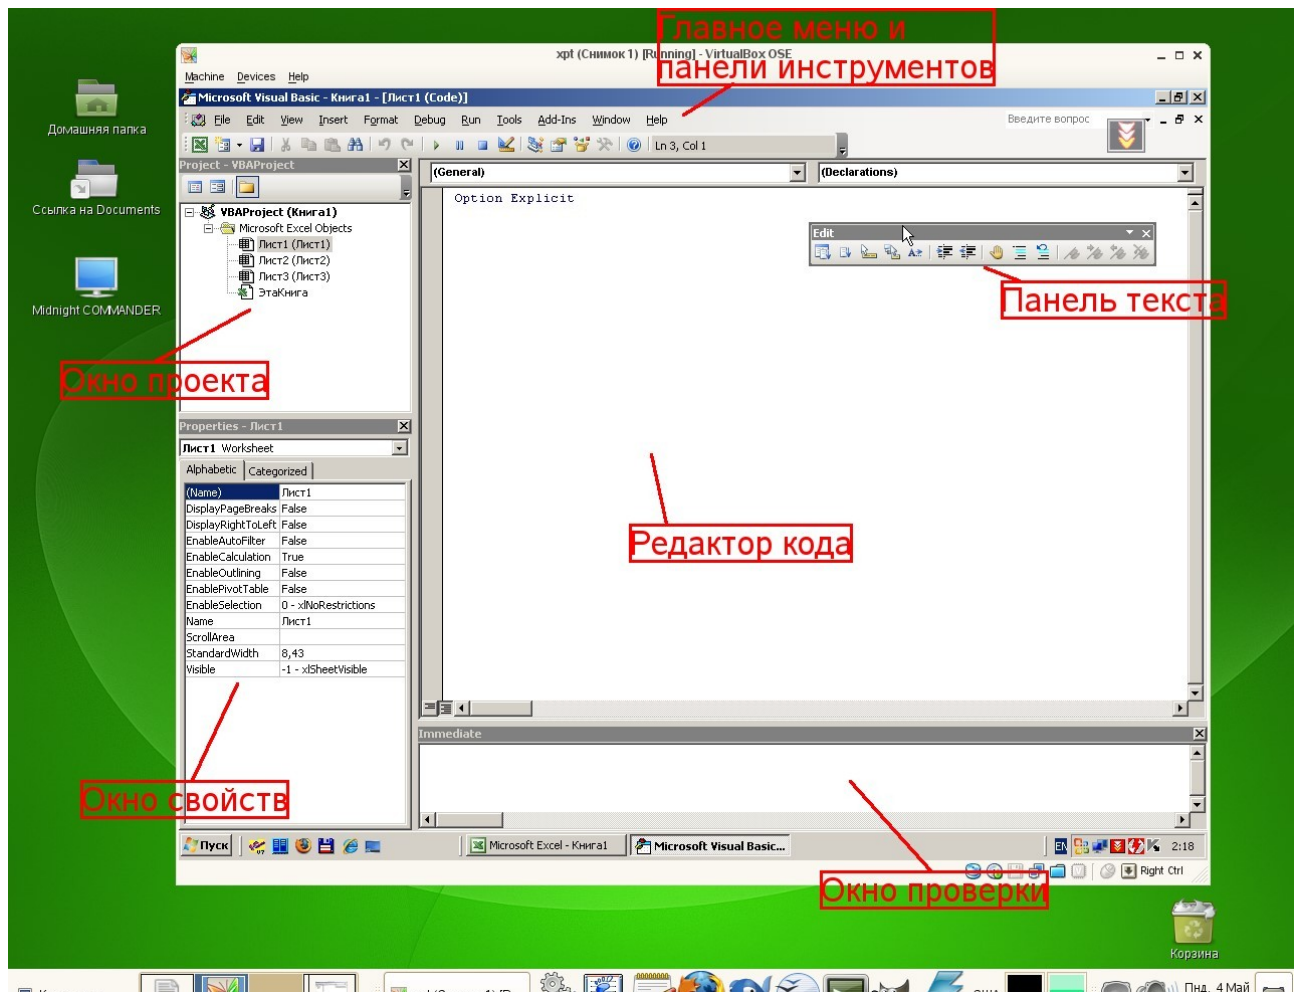 Главное меню и
панели инструментов
xpt (Снимок 1) [Running] - VirtualBox OSE
Machine Devices Help
Microsoft Visual Basic - Книга1 - [Лист1 (Code)]
File Edit View Insert Format Debug Run Tools Add-Ins Window Help
Введите вопрос
Ln 3, Col 1
Домашняя папка
Ссылка на Documents
Midnight COMMANDER
Project - VBAProject
VBAProject (Книга1)
Microsoft Excel Objects
Лист1 (Лист1)
Лист2 (Лист2)
Лист3 (Лист3)
ЭтаКнига
Окно проекта
(General)
(Declarations)
Option Explicit
Edit
Панель текста
Редактор кода
Properties - Лист1
Лист1 Worksheet
Alphabetic Categorized
(Name) Лист1
DisplayPageBreaks False
DisplayRightToLeft False
EnableAutoFilter False
EnableCalculation True
EnableOutlining False
EnablePivotTable False
EnableSelection 0 - xlNoRestrictions
Name Лист1
ScrollArea
StandardWidth 8,43
Visible -1 - xlSheetVisible
Окно свойств
Immediate
Окно проверки
Пуск
Microsoft Excel - Книга1
Microsoft Visual Basic...
EN
2:18
Right Ctrl
Корзина
Пнд, 4 Май